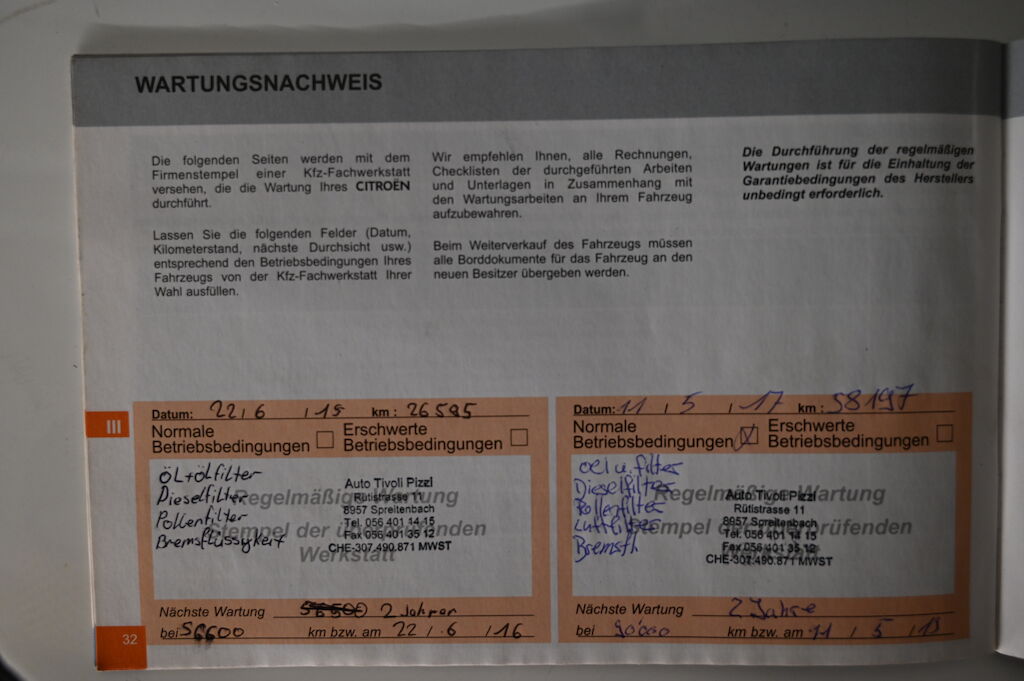 WARTUNGSNACHWEIS
Die folgenden Seiten werden mit dem
Firmenstempel einer Kfz-Fachwerkstatt
versehen, die die Wartung Ihres CITROËN
durchführt.
Lassen Sie die folgenden Felder (Datum,
Kilometerstand, nächste Durchsicht usw.)
entsprechend den Betriebsbedingungen Ihres
Fahrzeugs von der Kfz-Fachwerkstatt Ihrer
Wahl ausfüllen.
Wir empfehlen Ihnen, alle Rechnungen,
Checklisten der durchgeführten Arbeiten
und Unterlagen in Zusammenhang mit
den Wartungsarbeiten an Ihrem Fahrzeug
aufzubewahren.
Beim Weiterverkauf des Fahrzeugs müssen
alle Borddokumente für das Fahrzeug an den
neuen Besitzer übergeben werden.
Die Durchführung der regelmäßigen
Wartungen ist für die Einhaltung der
Garantiebedingungen des Herstellers
unbedingt erforderlich.
III
Datum: 22 / 6 / km : 26 595
Normale
Betriebsbedingungen
Erschwerte
Betriebsbedingungen
ÖL+ölfilter
Dieselfilter
Pollenfilter
Bremsflüssykeit
Regelmäßige Wartung
Stempel der überprüfenden
Werkstatt
Auto Tivoli Pizzi
Rütistrasse 11
8957 Spreitenbach
Tel. 056 401 14 15
Fax 056 401 35 12
CHE-307.490.871 MWST
Nächste Wartung 2 Jahren
bei 56600 km bzw. am 22 / 6 / 16
Datum: 11 / 5 / 17 km : 58197
Normale
Betriebsbedingungen
Erschwerte
Betriebsbedingungen
oel u. filter
Dieselfilter
Pollenfilter
Luftfilter
Bremsfl
Regelmäßige Wartung
Stempel der überprüfenden
Werkstatt
Auto Tivoli Pizzi
Rütistrasse 11
8957 Spreitenbach
Tel. 056 401 14 15
Fax 056 401 35 12
CHE-307.490.871 MWST
Nächste Wartung 2 Jahre
bei 90'000 km bzw. am 11 / 5 / 19
32